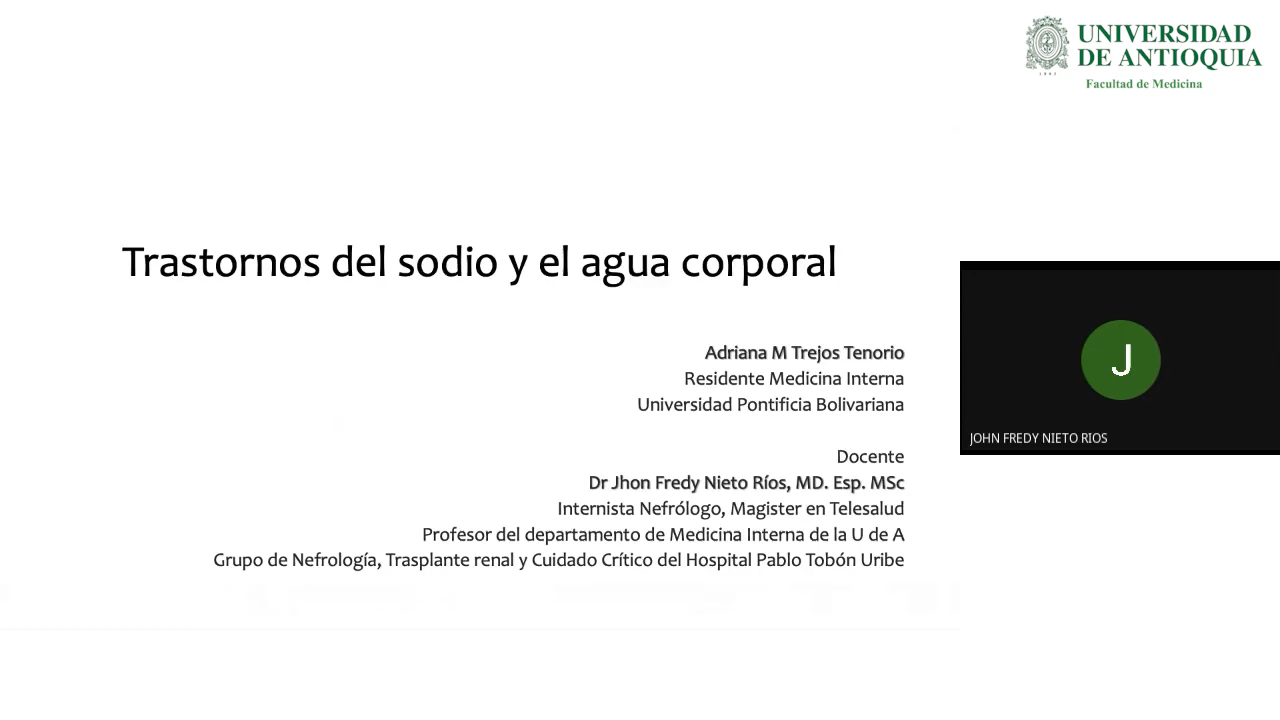 UNIVERSIDAD
DE ANTIOQUIA
1803
Facultad de Medicina
Trastornos del sodio y el agua corporal
Adriana M Trejos Tenorio
Residente Medicina Interna
Universidad Pontificia Bolivariana
Docente
Dr Jhon Fredy Nieto Ríos, MD. Esp. MSc
Internista Nefrólogo, Magister en Telesalud
Profesor del departamento de Medicina Interna de la U de A
Grupo de Nefrología, Trasplante renal y Cuidado Crítico del Hospital Pablo Tobón Uribe
J
JOHN FREDY NIETO RIOS